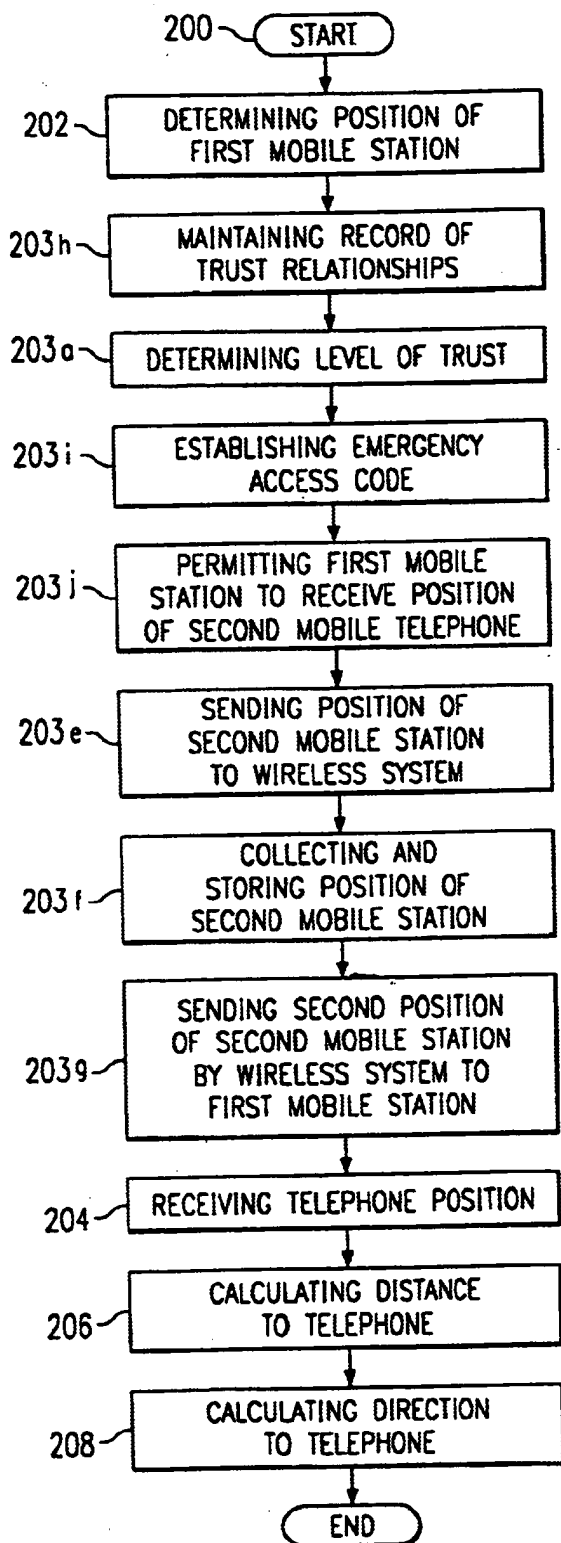 200 START
202 DETERMINING POSITION OF
FIRST MOBILE STATION
203h MAINTAINING RECORD OF
TRUST RELATIONSHIPS
203a DETERMINING LEVEL OF TRUST
203i ESTABLISHING EMERGENCY
ACCESS CODE
203j PERMITTING FIRST MOBILE
STATION TO RECEIVE POSITION
OF SECOND MOBILE TELEPHONE
203e SENDING POSITION OF
SECOND MOBILE STATION
TO WIRELESS SYSTEM
203f COLLECTING AND
STORING POSITION OF
SECOND MOBILE STATION
203g SENDING SECOND POSITION
OF SECOND MOBILE STATION
BY WIRELESS SYSTEM TO
FIRST MOBILE STATION
204 RECEIVING TELEPHONE POSITION
206 CALCULATING DISTANCE
TO TELEPHONE
208 CALCULATING DIRECTION
TO TELEPHONE
END